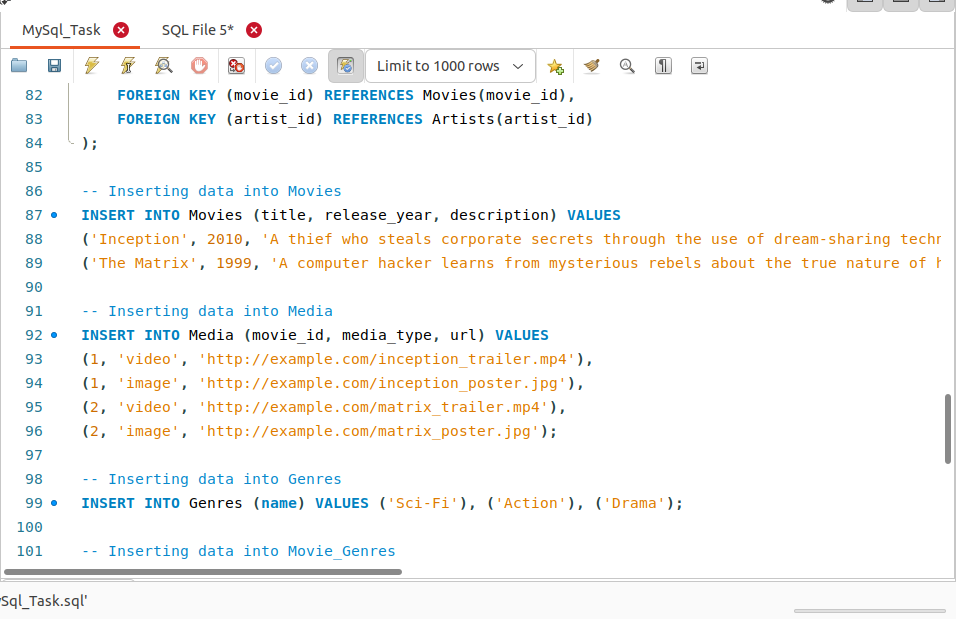 MySql_Task
SQL File 5*
Limit to 1000 rows
82 FOREIGN KEY (movie_id) REFERENCES Movies(movie_id),
83 FOREIGN KEY (artist_id) REFERENCES Artists(artist_id)
84 );
85
86 -- Inserting data into Movies
87 INSERT INTO Movies (title, release_year, description) VALUES
88 ('Inception', 2010, 'A thief who steals corporate secrets through the use of dream-sharing techn
89 ('The Matrix', 1999, 'A computer hacker learns from mysterious rebels about the true nature of h
90
91 -- Inserting data into Media
92 INSERT INTO Media (movie_id, media_type, url) VALUES
93 (1, 'video', 'http://example.com/inception_trailer.mp4'),
94 (1, 'image', 'http://example.com/inception_poster.jpg'),
95 (2, 'video', 'http://example.com/matrix_trailer.mp4'),
96 (2, 'image', 'http://example.com/matrix_poster.jpg');
97
98 -- Inserting data into Genres
99 INSERT INTO Genres (name) VALUES ('Sci-Fi'), ('Action'), ('Drama');
100
101 -- Inserting data into Movie_Genres
Sql_Task.sql'